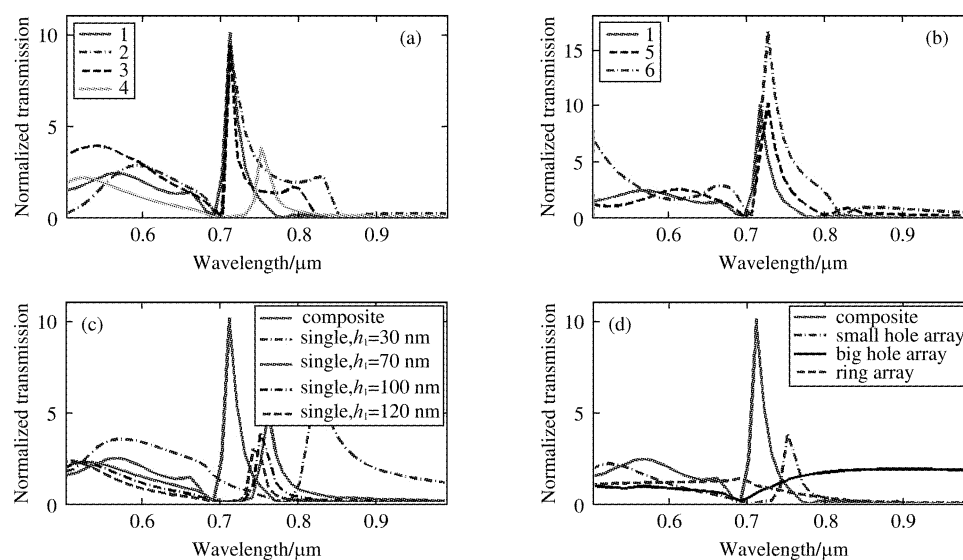 10
5
0
Normalized transmission
1
2
3
4
(a)
0.6
0.7
0.8
0.9
Wavelength/μm
15
10
5
0
Normalized transmission
1
5
6
(b)
0.6
0.7
0.8
0.9
Wavelength/μm
10
5
0
Normalized transmission
(c)
composite
single,h₁=30 nm
single,h₁=70 nm
single,h₁=100 nm
single,h₁=120 nm
0.6
0.7
0.8
0.9
Wavelength/μm
10
5
0
Normalized transmission
(d)
composite
small hole array
big hole array
ring array
0.6
0.7
0.8
0.9
Wavelength/μm